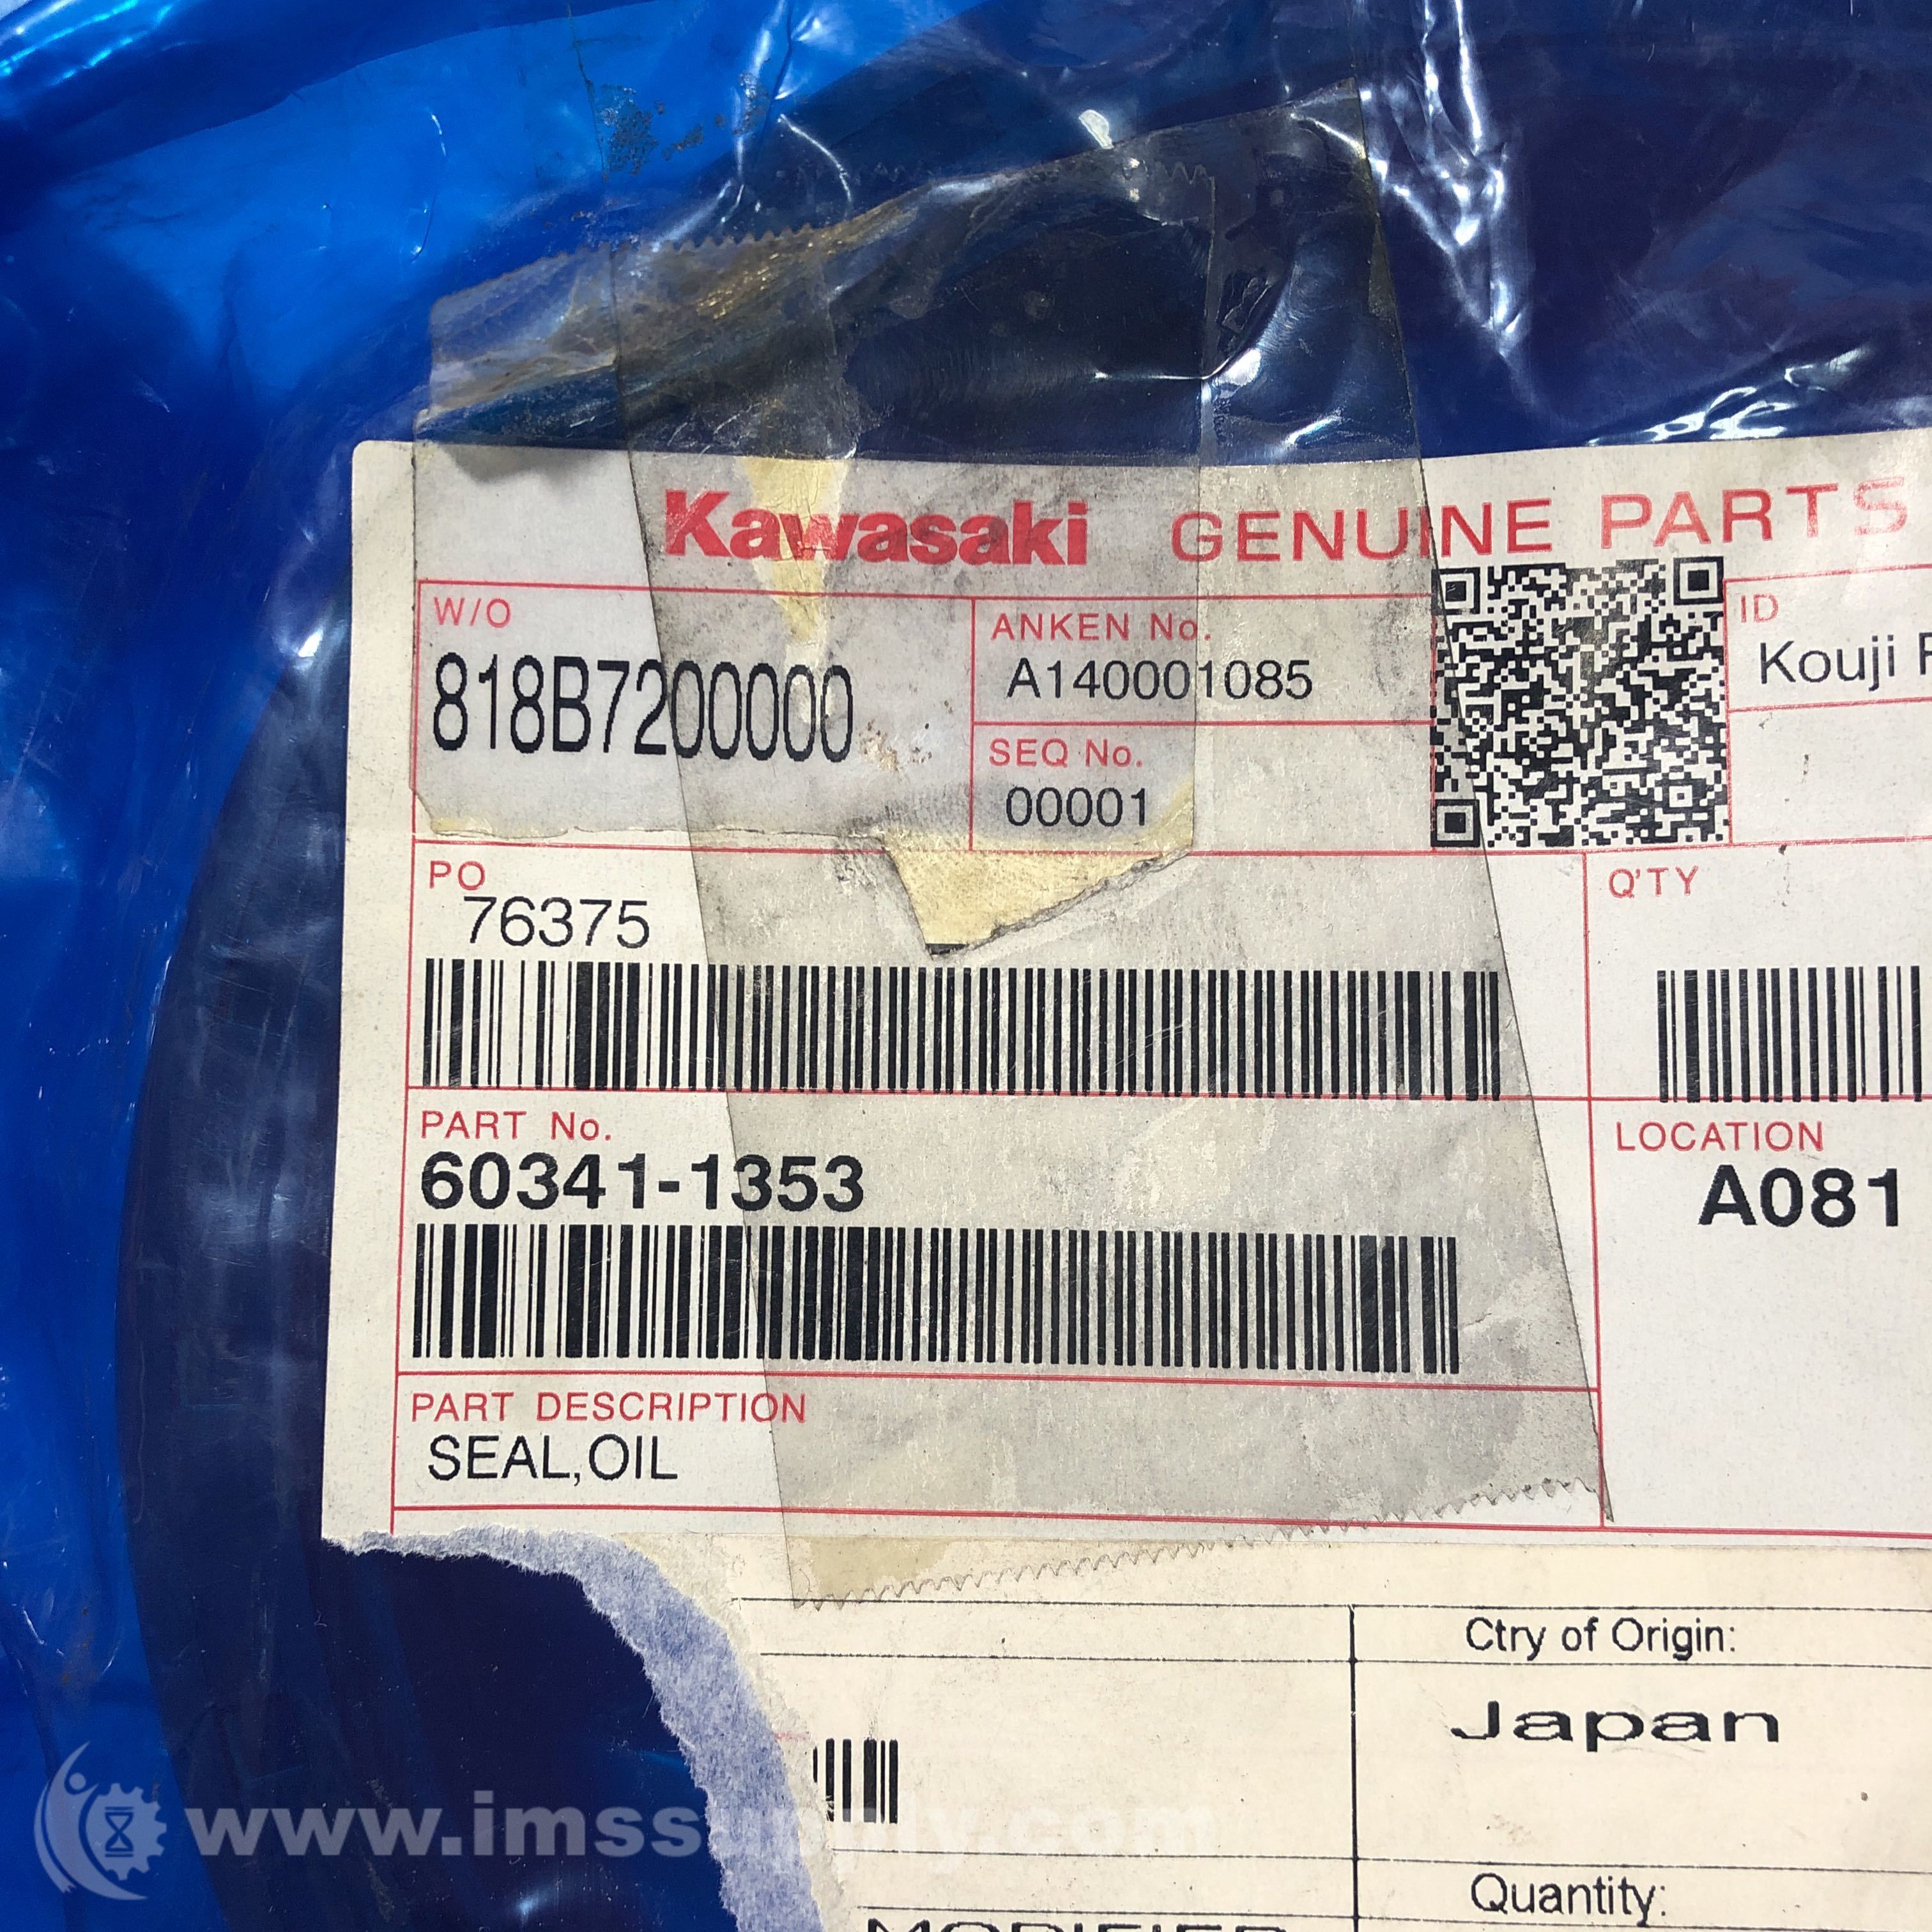 Kawasaki GENUINE PARTS
W/O
818B7200000
ANKEN No.
A140001085
SEQ No.
00001
ID
Kouji
PO
76375
Q'TY
PART No.
60341-1353
LOCATION
A081
PART DESCRIPTION
SEAL,OIL
Ctry of Origin:
Japan
Quantity:
www.imssupply.com